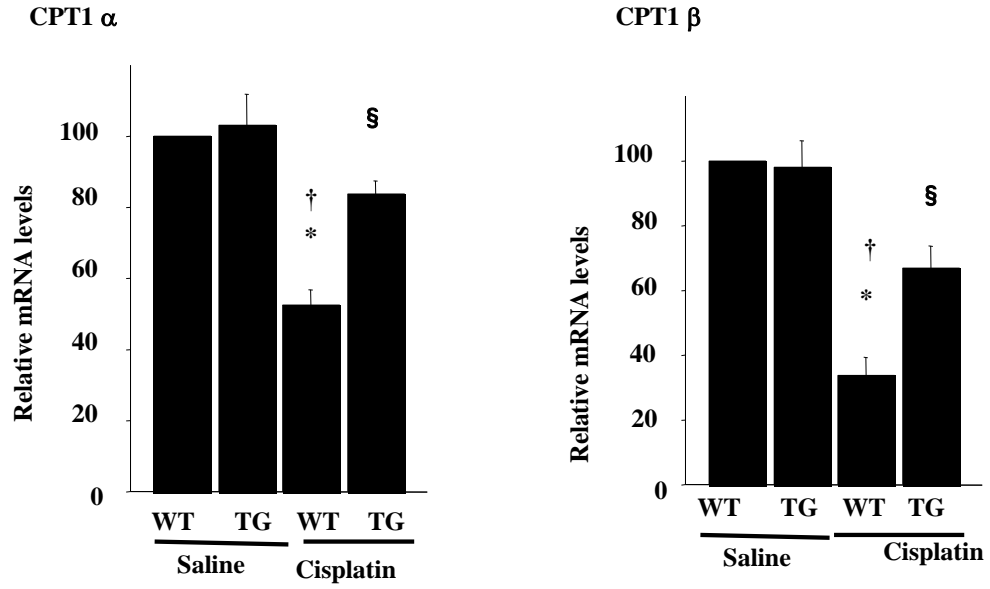 CPT1 α
Relative mRNA levels
100
80
60
40
20
0
§
†
*
WT TG WT TG
Saline Cisplatin
CPT1 β
Relative mRNA levels
100
80
60
40
20
0
§
†
*
WT TG WT TG
Saline Cisplatin